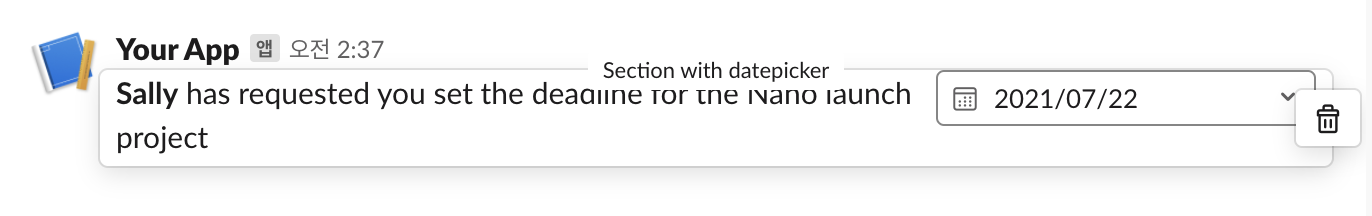 Your App 앱 오전 2:37
Section with datepicker
Sally has requested you set the deadline for the Nano launch
project
2021/07/22